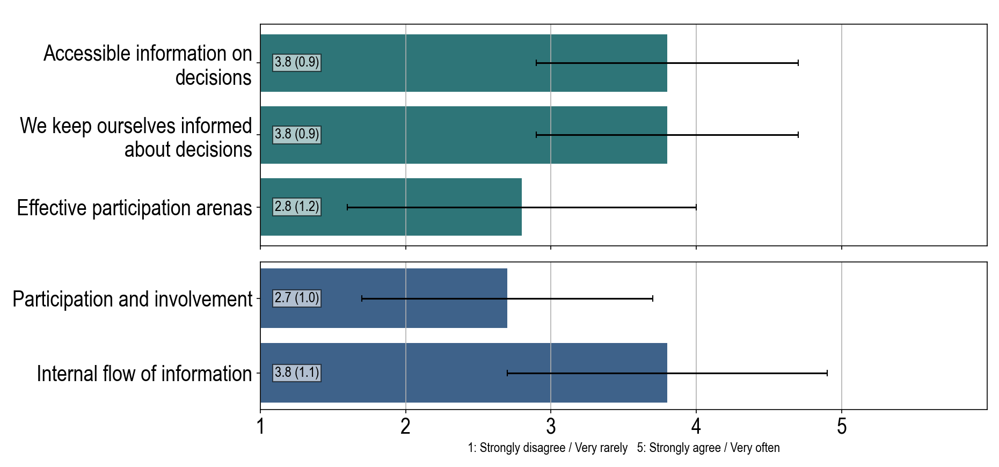 Accessible information on
decisions
3.8 (0.9)
We keep ourselves informed
about decisions
3.8 (0.9)
Effective participation arenas
2.8 (1.2)
Participation and involvement
2.7 (1.0)
Internal flow of information
3.8 (1.1)
1 2 3 4 5
1: Strongly disagree / Very rarely 5: Strongly agree / Very often